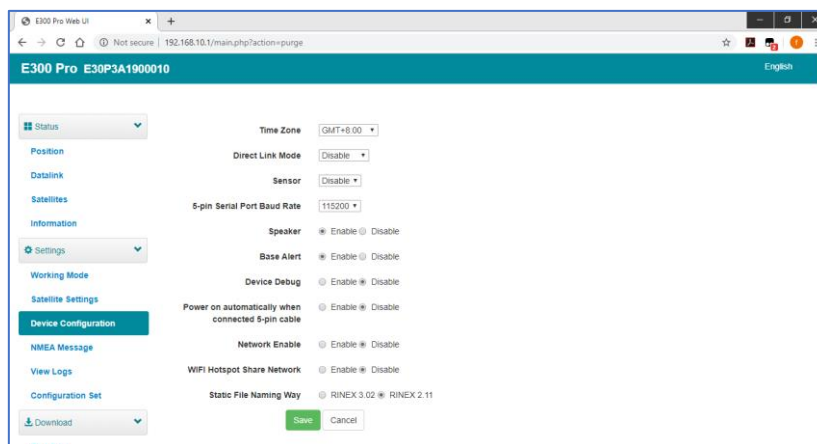 E300 Pro Web UI
Not secure | 192.168.10.1/main.php?action=purge
E300 Pro E30P3A1900010
English
Status
Position
Datalink
Satellites
Information
Settings
Working Mode
Satellite Settings
Device Configuration
NMEA Message
View Logs
Configuration Set
Download
Time Zone GMT+8:00
Direct Link Mode Disable
Sensor Disable
5-pin Serial Port Baud Rate 115200
Speaker Enable Disable
Base Alert Enable Disable
Device Debug Enable Disable
Power on automatically when
connected 5-pin cable Enable Disable
Network Enable Enable Disable
WIFI Hotspot Share Network Enable Disable
Static File Naming Way RINEX 3.02 RINEX 2.11
Save Cancel